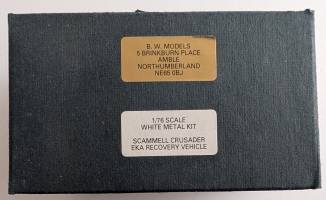 B. W. MODELS
5 BRINKBURN PLACE
AMBLE
NORTHUMBERLAND
NE65 0BJ
1/76 SCALE
WHITE METAL KIT
SCAMMELL CRUSADER
EKA RECOVERY VEHICLE